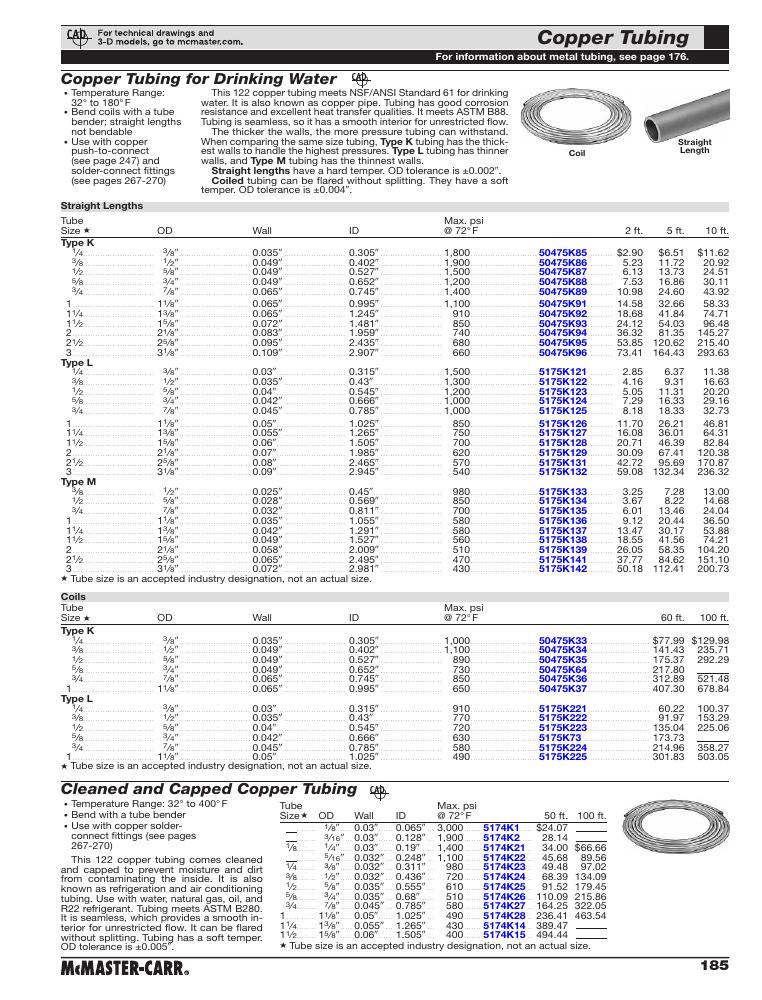 CAD For technical drawings and
3-D models, go to mcmaster.com.
Copper Tubing
For information about metal tubing, see page 176.
Copper Tubing for Drinking Water CAD
• Temperature Range:
32° to 180° F
• Bend coils with a tube
bender; straight lengths
not bendable
• Use with copper
push-to-connect
(see page 247) and
solder-connect fittings
(see pages 267-270)
This 122 copper tubing meets NSF/ANSI Standard 61 for drinking
water. It is also known as copper pipe. Tubing has good corrosion
resistance and excellent heat transfer qualities. It meets ASTM B88.
Tubing is seamless, so it has a smooth interior for unrestricted flow.
The thicker the walls, the more pressure tubing can withstand.
When comparing the same size tubing, Type K tubing has the thick-
est walls to handle the highest pressures. Type L tubing has thinner
walls, and Type M tubing has the thinnest walls.
Straight lengths have a hard temper. OD tolerance is ±0.002″.
Coiled tubing can be flared without splitting. They have a soft
temper. OD tolerance is ±0.004″.
Coil
Straight
Length
Straight Lengths
Tube
Size ★ OD Wall ID Max. psi @ 72° F 2 ft. 5 ft. 10 ft.
Type K
1/4 3/8″ 0.035″ 0.305″ 1,800 50475K85 $2.90 $6.51 $11.62
3/8 1/2″ 0.049″ 0.402″ 1,900 50475K86 5.23 11.72 20.92
1/2 5/8″ 0.049″ 0.527″ 1,500 50475K87 6.13 13.73 24.51
5/8 3/4″ 0.049″ 0.652″ 1,200 50475K88 7.53 16.86 30.11
3/4 7/8″ 0.065″ 0.745″ 1,400 50475K89 10.98 24.60 43.92
1 1 1/8″ 0.065″ 0.995″ 1,100 50475K91 14.58 32.66 58.33
1 1/4 1 3/8″ 0.065″ 1.245″ 910 50475K92 18.68 41.84 74.71
1 1/2 1 5/8″ 0.072″ 1.481″ 850 50475K93 24.12 54.03 96.48
2 2 1/8″ 0.083″ 1.959″ 740 50475K94 36.32 81.35 145.27
2 1/2 2 5/8″ 0.095″ 2.435″ 680 50475K95 53.85 120.62 215.40
3 3 1/8″ 0.109″ 2.907″ 660 50475K96 73.41 164.43 293.63
Type L
1/4 3/8″ 0.03″ 0.315″ 1,500 5175K121 2.85 6.37 11.38
3/8 1/2″ 0.035″ 0.43″ 1,300 5175K122 4.16 9.31 16.63
1/2 5/8″ 0.04″ 0.545″ 1,200 5175K123 5.05 11.31 20.20
5/8 3/4″ 0.042″ 0.666″ 1,000 5175K124 7.29 16.33 29.16
3/4 7/8″ 0.045″ 0.785″ 1,000 5175K125 8.18 18.33 32.73
1 1 1/8″ 0.05″ 1.025″ 850 5175K126 11.70 26.21 46.81
1 1/4 1 3/8″ 0.055″ 1.265″ 750 5175K127 16.08 36.01 64.31
1 1/2 1 5/8″ 0.06″ 1.505″ 700 5175K128 20.71 46.39 82.84
2 2 1/8″ 0.07″ 1.985″ 620 5175K129 30.09 67.41 120.38
2 1/2 2 5/8″ 0.08″ 2.465″ 570 5175K131 42.72 95.69 170.87
3 3 1/8″ 0.09″ 2.945″ 540 5175K132 59.08 132.34 236.32
Type M
3/8 1/2″ 0.025″ 0.45″ 980 5175K133 3.25 7.28 13.00
1/2 5/8″ 0.028″ 0.569″ 850 5175K134 3.67 8.22 14.68
3/4 7/8″ 0.032″ 0.811″ 700 5175K135 6.01 13.46 24.04
1 1 1/8″ 0.035″ 1.055″ 580 5175K136 9.12 20.44 36.50
1 1/4 1 3/8″ 0.042″ 1.291″ 580 5175K137 13.47 30.17 53.88
1 1/2 1 5/8″ 0.049″ 1.527″ 560 5175K138 18.55 41.56 74.21
2 2 1/8″ 0.058″ 2.009″ 510 5175K139 26.05 58.35 104.20
2 1/2 2 5/8″ 0.065″ 2.495″ 470 5175K141 37.77 84.62 151.10
3 3 1/8″ 0.072″ 2.981″ 430 5175K142 50.18 112.41 200.73
★ Tube size is an accepted industry designation, not an actual size.
Coils
Tube
Size ★ OD Wall ID Max. psi @ 72° F 60 ft. 100 ft.
Type K
1/4 3/8″ 0.035″ 0.305″ 1,000 50475K33 $77.99 $129.98
3/8 1/2″ 0.049″ 0.402″ 1,100 50475K34 141.43 235.71
1/2 5/8″ 0.049″ 0.527″ 890 50475K35 175.37 292.29
5/8 3/4″ 0.049″ 0.652″ 730 50475K64 217.80 ____
3/4 7/8″ 0.065″ 0.745″ 850 50475K36 312.89 521.48
1 1 1/8″ 0.065″ 0.995″ 650 50475K37 407.30 678.84
Type L
1/4 3/8″ 0.03″ 0.315″ 910 5175K221 60.22 100.37
3/8 1/2″ 0.035″ 0.43″ 770 5175K222 91.97 153.29
1/2 5/8″ 0.04″ 0.545″ 720 5175K223 135.04 225.06
5/8 3/4″ 0.042″ 0.666″ 630 5175K73 173.73 ____
3/4 7/8″ 0.045″ 0.785″ 580 5175K224 214.96 358.27
1 1 1/8″ 0.05″ 1.025″ 490 5175K225 301.83 503.05
★ Tube size is an accepted industry designation, not an actual size.
Cleaned and Capped Copper Tubing CAD
• Temperature Range: 32° to 400° F
• Bend with a tube bender
• Use with copper solder-
connect fittings (see pages
267-270)
This 122 copper tubing comes cleaned
and capped to prevent moisture and dirt
from contaminating the inside. It is also
known as refrigeration and air conditioning
tubing. Use with water, natural gas, oil, and
R22 refrigerant. Tubing meets ASTM B280.
It is seamless, which provides a smooth in-
terior for unrestricted flow. It can be flared
without splitting. Tubing has a soft temper.
OD tolerance is ±0.005″.
Tube
Size★ OD Wall ID Max. psi @ 72° F 50 ft. 100 ft.
__ 1/8″ 0.03″ 0.065″ 3,000 5174K1 $24.07 ____
__ 3/16″ 0.03″ 0.128″ 1,900 5174K2 28.14 ____
1/8 1/4″ 0.03″ 0.19″ 1,400 5174K21 34.00 $66.66
__ 5/16″ 0.032″ 0.248″ 1,100 5174K22 45.68 89.56
1/4 3/8″ 0.032″ 0.311″ 980 5174K23 49.48 97.02
3/8 1/2″ 0.032″ 0.436″ 720 5174K24 68.39 134.09
1/2 5/8″ 0.035″ 0.555″ 610 5174K25 91.52 179.45
5/8 3/4″ 0.035″ 0.68″ 510 5174K26 110.09 215.86
3/4 7/8″ 0.045″ 0.785″ 580 5174K27 164.25 322.05
1 1 1/8″ 0.05″ 1.025″ 490 5174K28 236.41 463.54
1 1/4 1 3/8″ 0.055″ 1.265″ 430 5174K14 389.47 ____
1 1/2 1 5/8″ 0.06″ 1.505″ 400 5174K15 494.44 ____
★ Tube size is an accepted industry designation, not an actual size.
McMASTER-CARR®
185